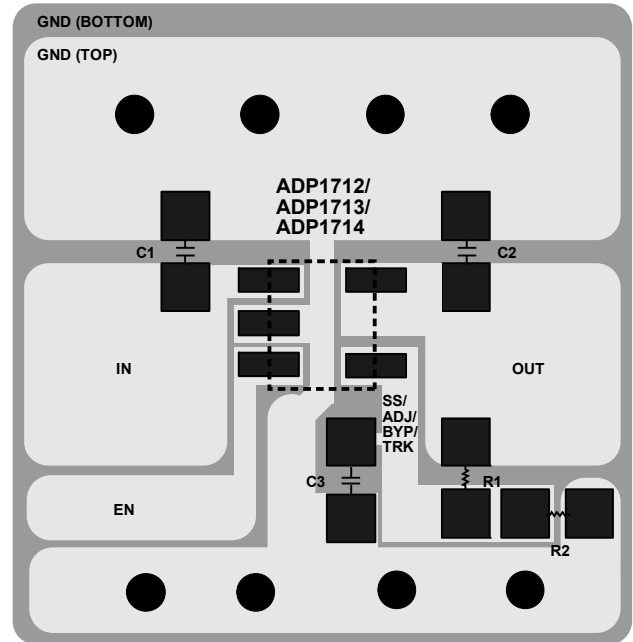 GND (BOTTOM)
GND (TOP)
ADP1712/
ADP1713/
ADP1714
C1
C2
IN
OUT
SS/
ADJ/
BYP/
TRK
C3
R1
EN
R2